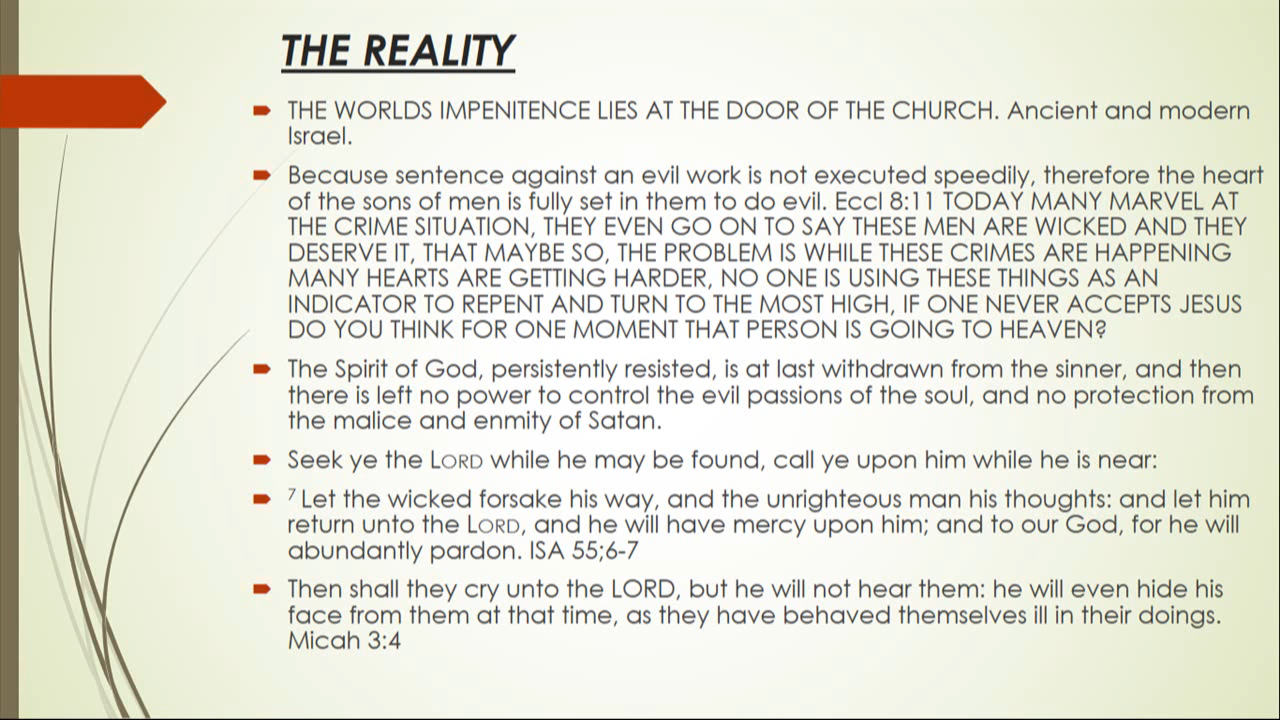 THE REALITY
THE WORLDS IMPENITENCE LIES AT THE DOOR OF THE CHURCH. Ancient and modern
Israel.
Because sentence against an evil work is not executed speedily, therefore the heart
of the sons of men is fully set in them to do evil. Eccl 8:11 TODAY MANY MARVEL AT
THE CRIME SITUATION, THEY EVEN GO ON TO SAY THESE MEN ARE WICKED AND THEY
DESERVE IT, THAT MAYBE SO, THE PROBLEM IS WHILE THESE CRIMES ARE HAPPENING
MANY HEARTS ARE GETTING HARDER, NO ONE IS USING THESE THINGS AS AN
INDICATOR TO REPENT AND TURN TO THE MOST HIGH, IF ONE NEVER ACCEPTS JESUS
DO YOU THINK FOR ONE MOMENT THAT PERSON IS GOING TO HEAVEN?
The Spirit of God, persistently resisted, is at last withdrawn from the sinner, and then
there is left no power to control the evil passions of the soul, and no protection from
the malice and enmity of Satan.
Seek ye the LORD while he may be found, call ye upon him while he is near:
7 Let the wicked forsake his way, and the unrighteous man his thoughts: and let him
return unto the LORD, and he will have mercy upon him; and to our God, for he will
abundantly pardon. ISA 55;6-7
Then shall they cry unto the LORD, but he will not hear them: he will even hide his
face from them at that time, as they have behaved themselves ill in their doings.
Micah 3:4